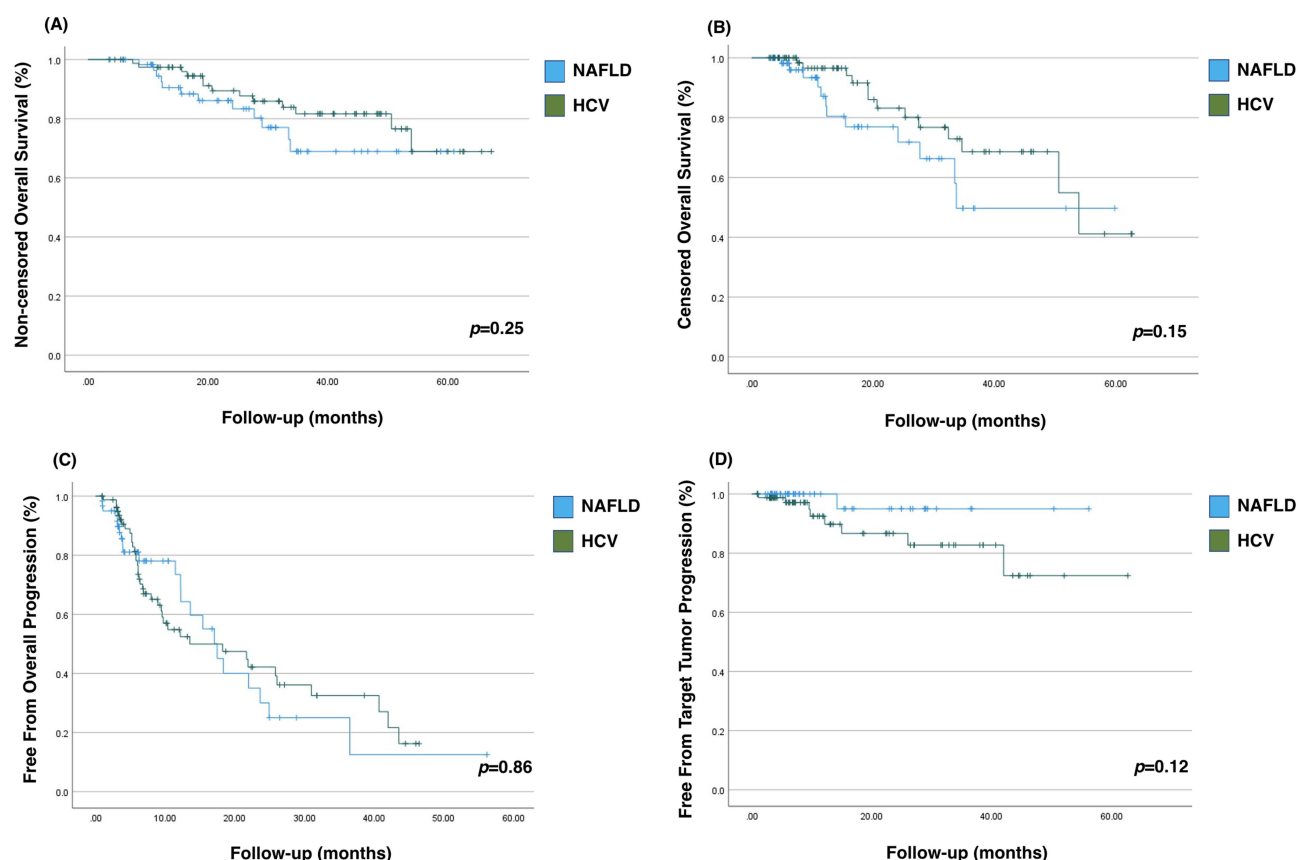 (A)
Non-censored Overall Survival (%)
1.0
0.8
0.6
0.4
0.2
0.0
.00 20.00 40.00 60.00
Follow-up (months)
NAFLD
HCV
p=0.25
(B)
Censored Overall Survival (%)
1.0
0.8
0.6
0.4
0.2
0.0
.00 20.00 40.00 60.00
Follow-up (months)
NAFLD
HCV
p=0.15
(C)
Free From Overall Progression (%)
1.0
0.8
0.6
0.4
0.2
0.0
.00 10.00 20.00 30.00 40.00 50.00 60.00
Follow-up (months)
NAFLD
HCV
p=0.86
(D)
Free From Target Tumor Progression (%)
1.0
0.8
0.6
0.4
0.2
0.0
.00 20.00 40.00 60.00
Follow-up (months)
NAFLD
HCV
p=0.12